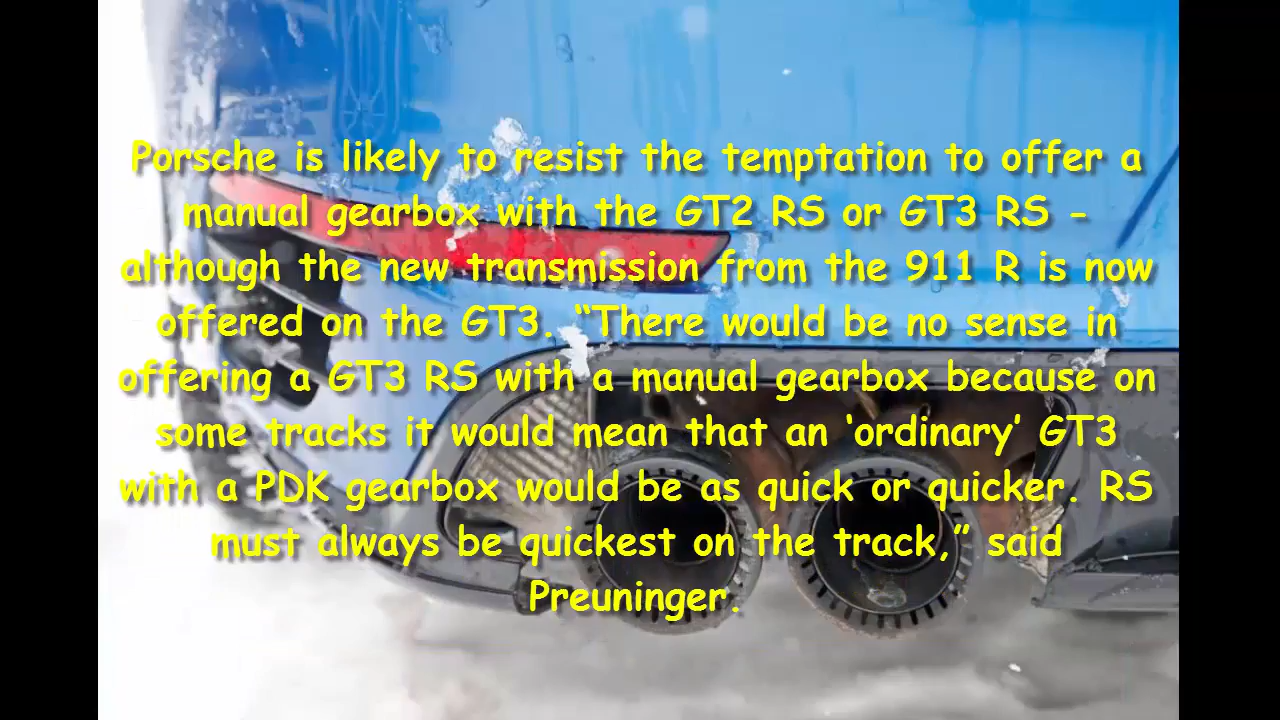 Porsche is likely to resist the temptation to offer a
manual gearbox with the GT2 RS or GT3 RS -
although the new transmission from the 911 R is now
offered on the GT3. “There would be no sense in
offering a GT3 RS with a manual gearbox because on
some tracks it would mean that an ‘ordinary’ GT3
with a PDK gearbox would be as quick or quicker. RS
must always be quickest on the track,” said
Preuninger.